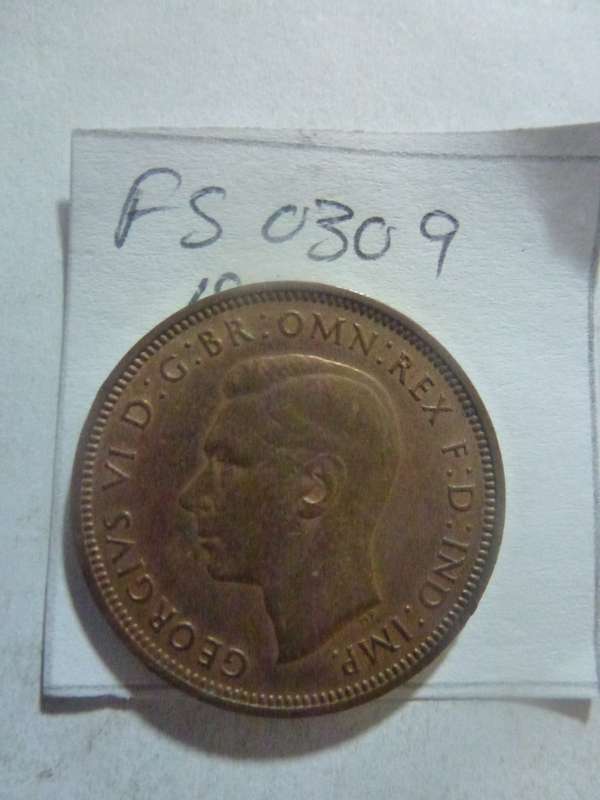 FS 0309
GEORGIVS VI D:G:BR:OMN:REX F:D:IND:IMP.